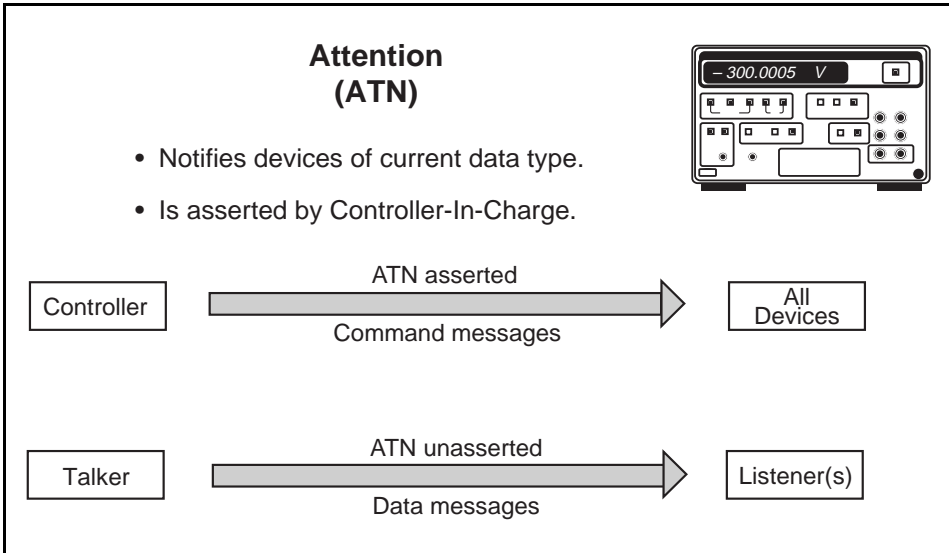 Attention
(ATN)
– 300.0005 V
• Notifies devices of current data type.
• Is asserted by Controller-In-Charge.
ATN asserted
Controller
All
Devices
Command messages
ATN unasserted
Talker
Listener(s)
Data messages